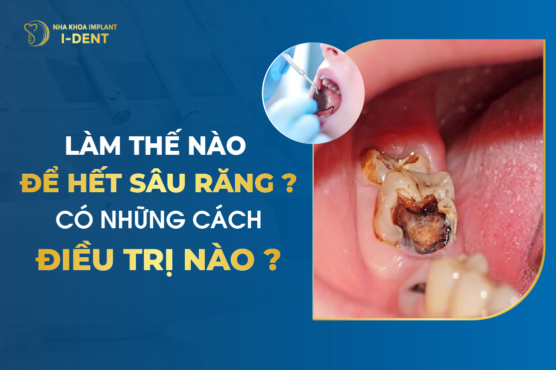 NHA KHOA IMPLANT
I-DENT
LÀM THẾ NÀO
ĐỂ HẾT SÂU RĂNG ?
CÓ NHỮNG CÁCH
ĐIỀU TRỊ NÀO ?